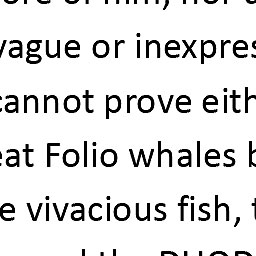 vague or inexpres
cannot prove eith
eat Folio whales b
e vivacious fish, t